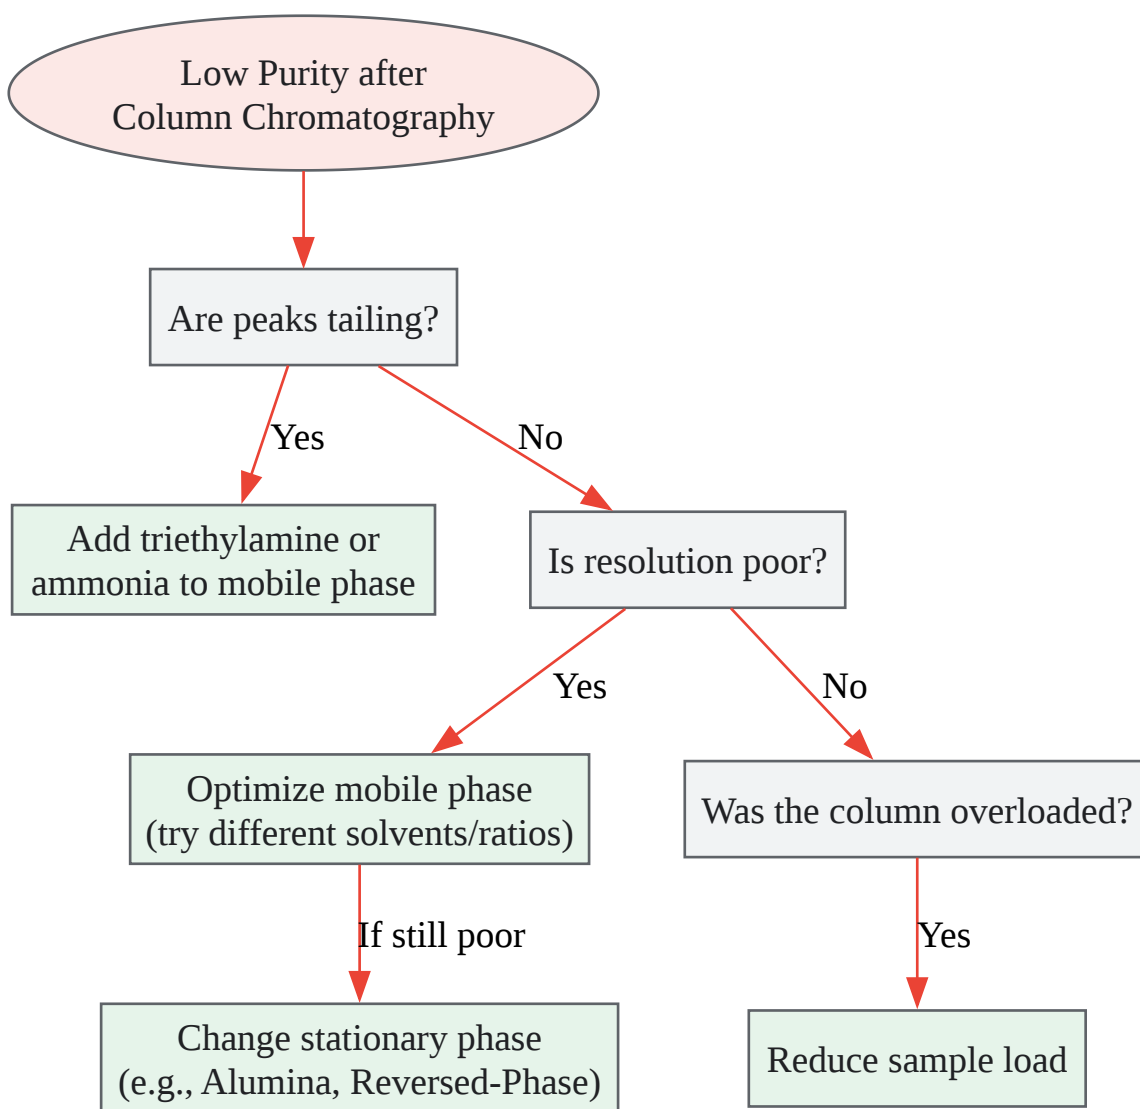 Low Purity after
Column Chromatography
Are peaks tailing?
Yes
No
Add triethylamine or
ammonia to mobile phase
Is resolution poor?
Yes
No
Optimize mobile phase
(try different solvents/ratios)
Was the column overloaded?
If still poor
Yes
Change stationary phase
(e.g., Alumina, Reversed-Phase)
Reduce sample load